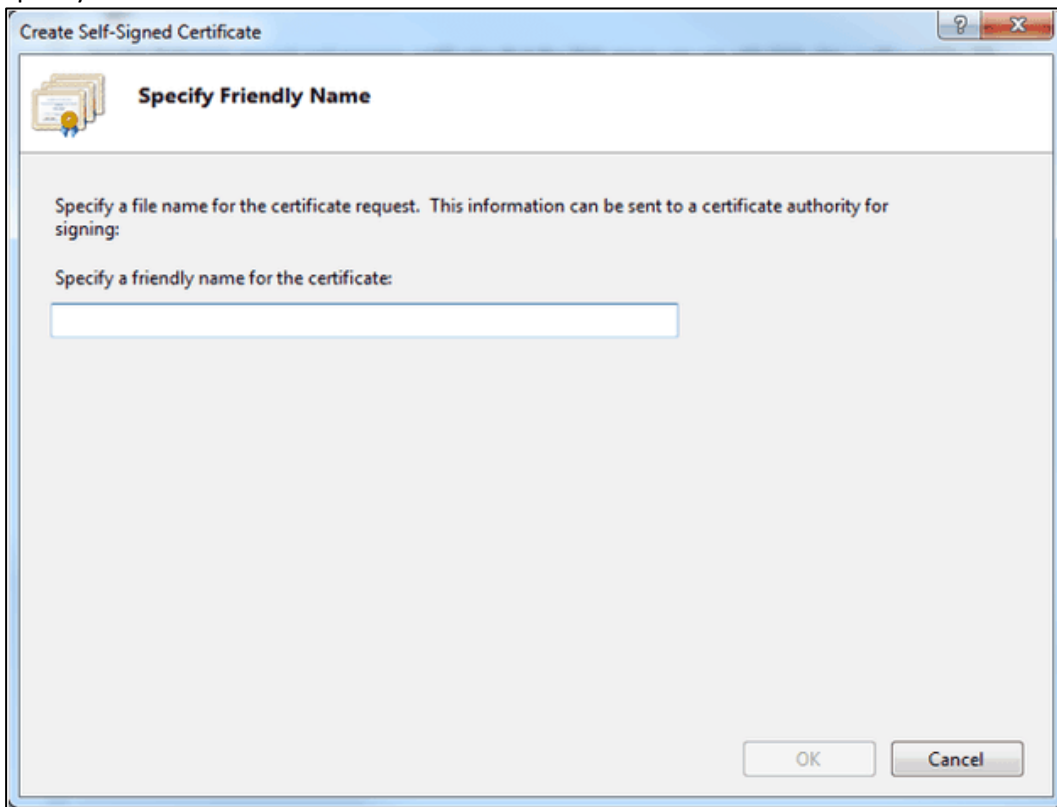 Create Self-Signed Certificate
Specify Friendly Name
Specify a file name for the certificate request.  This information can be sent to a certificate authority for
signing:
Specify a friendly name for the certificate:
OK
Cancel